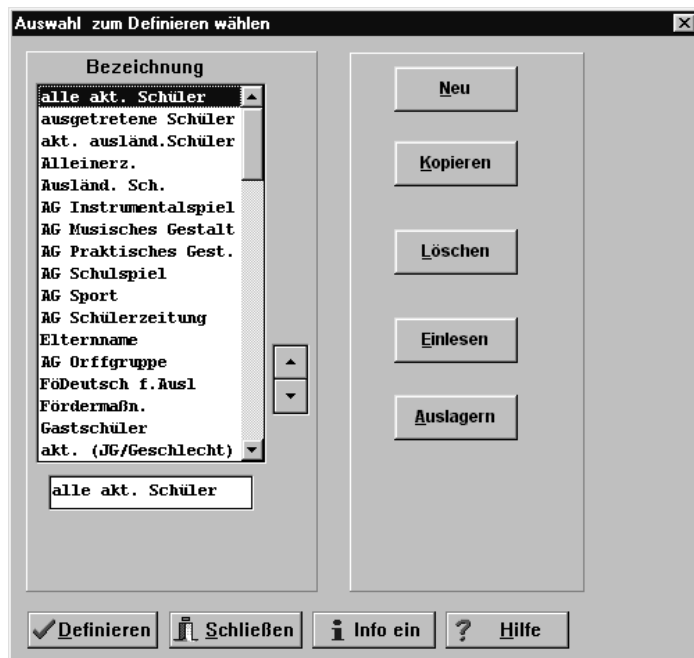 Auswahl zum Definieren wählen
Bezeichnung
alle akt. Schüler
ausgetretene Schüler
akt. ausländ.Schüler
Alleinerz.
Ausländ. Sch.
AG Instrumentalspiel
AG Musisches Gestalt
AG Praktisches Gest.
AG Schulspiel
AG Sport
AG Schülerzeitung
Elternname
AG Orffgruppe
FöDeutsch f.Ausl
Fördermaßn.
Gastschüler
akt. (JG/Geschlecht)
alle akt. Schüler
Neu
Kopieren
Löschen
Einlesen
Auslagern
Definieren
Schließen
Info ein
Hilfe